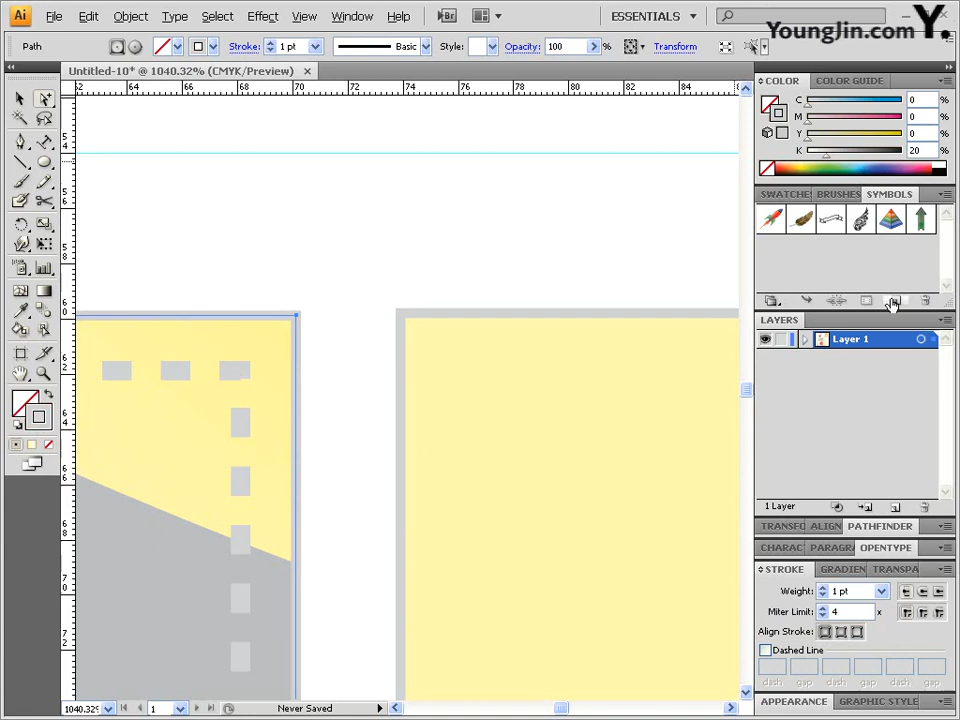 Ai File Edit Object Type Select Effect View Window Help Br ESSENTIALS
YoungJin.com Y.
Path Stroke: 1 pt Basic Style: Opacity: 100 % Transform
Untitled-10* @ 1040.32% (CMYK/Preview)
COLOR COLOR GUIDE
62 64 66 68 70 74 76 78 80 82 84
C 0 %
M 0 %
Y 0 %
K 20 %
SWATCHE BRUSHES SYMBOLS
LAYERS
Layer 1
1 Layer
TRANSFO ALIGN PATHFINDER
CHARAC PARAGRA OPENTYPE
STROKE GRADIEN TRANSPA
Weight: 1 pt
Miter Limit: 4 x
Align Stroke:
Dashed Line
dash gap dash gap dash gap
APPEARANCE GRAPHIC STYLE
1040.32% 1 Never Saved